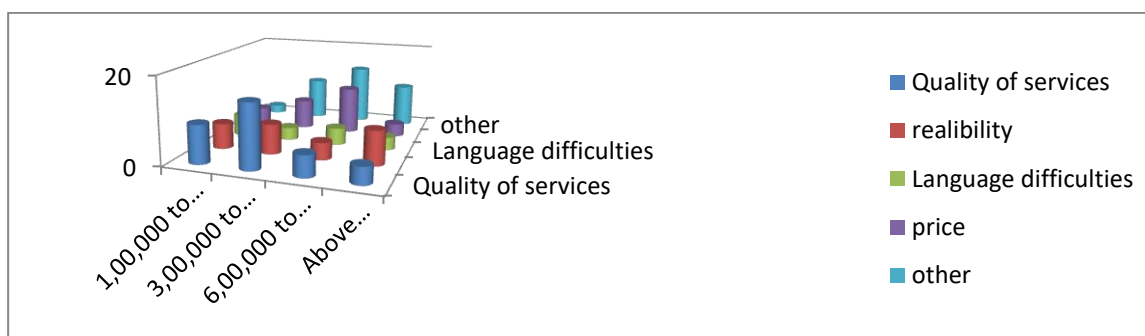 20
0
other
Language difficulties
Quality of services
1,00,000 to...
3,00,000 to...
6,00,000 to...
Above...
Quality of services
realibility
Language difficulties
price
other